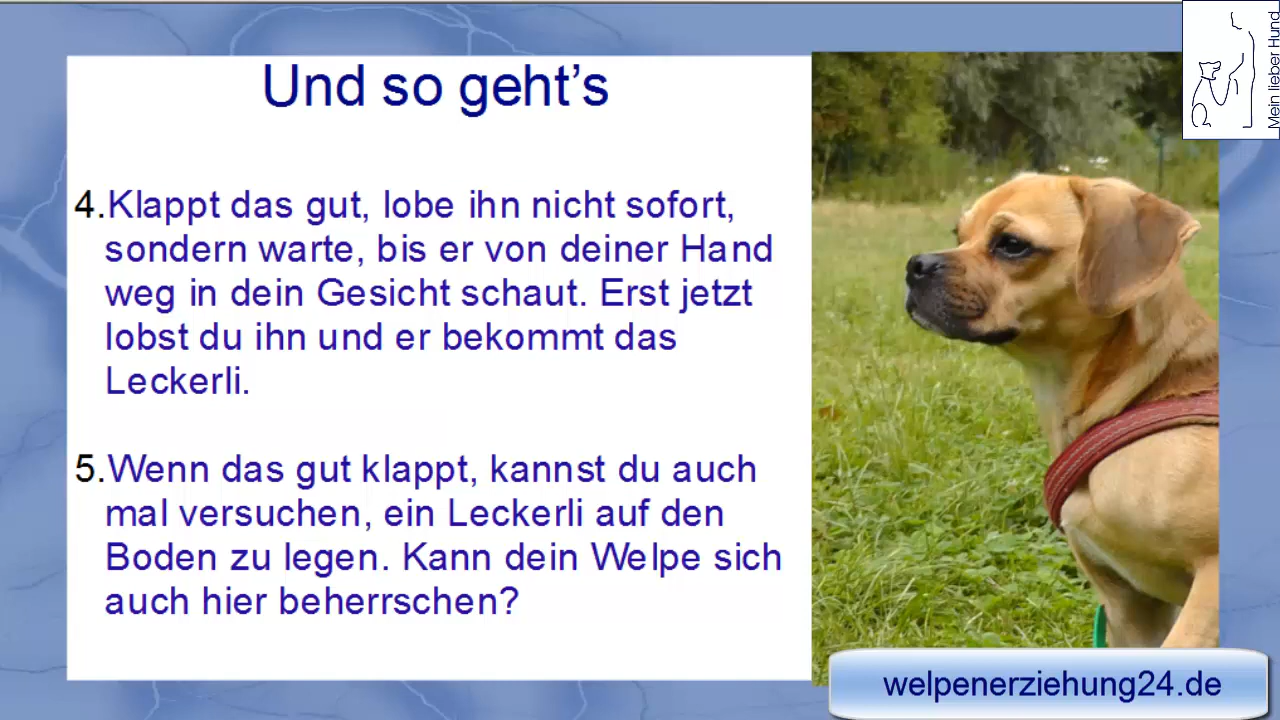 Und so geht's
4.Klappt das gut, lobe ihn nicht sofort,
sondern warte, bis er von deiner Hand
weg in dein Gesicht schaut. Erst jetzt
lobst du ihn und er bekommt das
Leckerli.
5.Wenn das gut klappt, kannst du auch
mal versuchen, ein Leckerli auf den
Boden zu legen. Kann dein Welpe sich
auch hier beherrschen?
Mein lieber Hund
welpenerziehung24.de